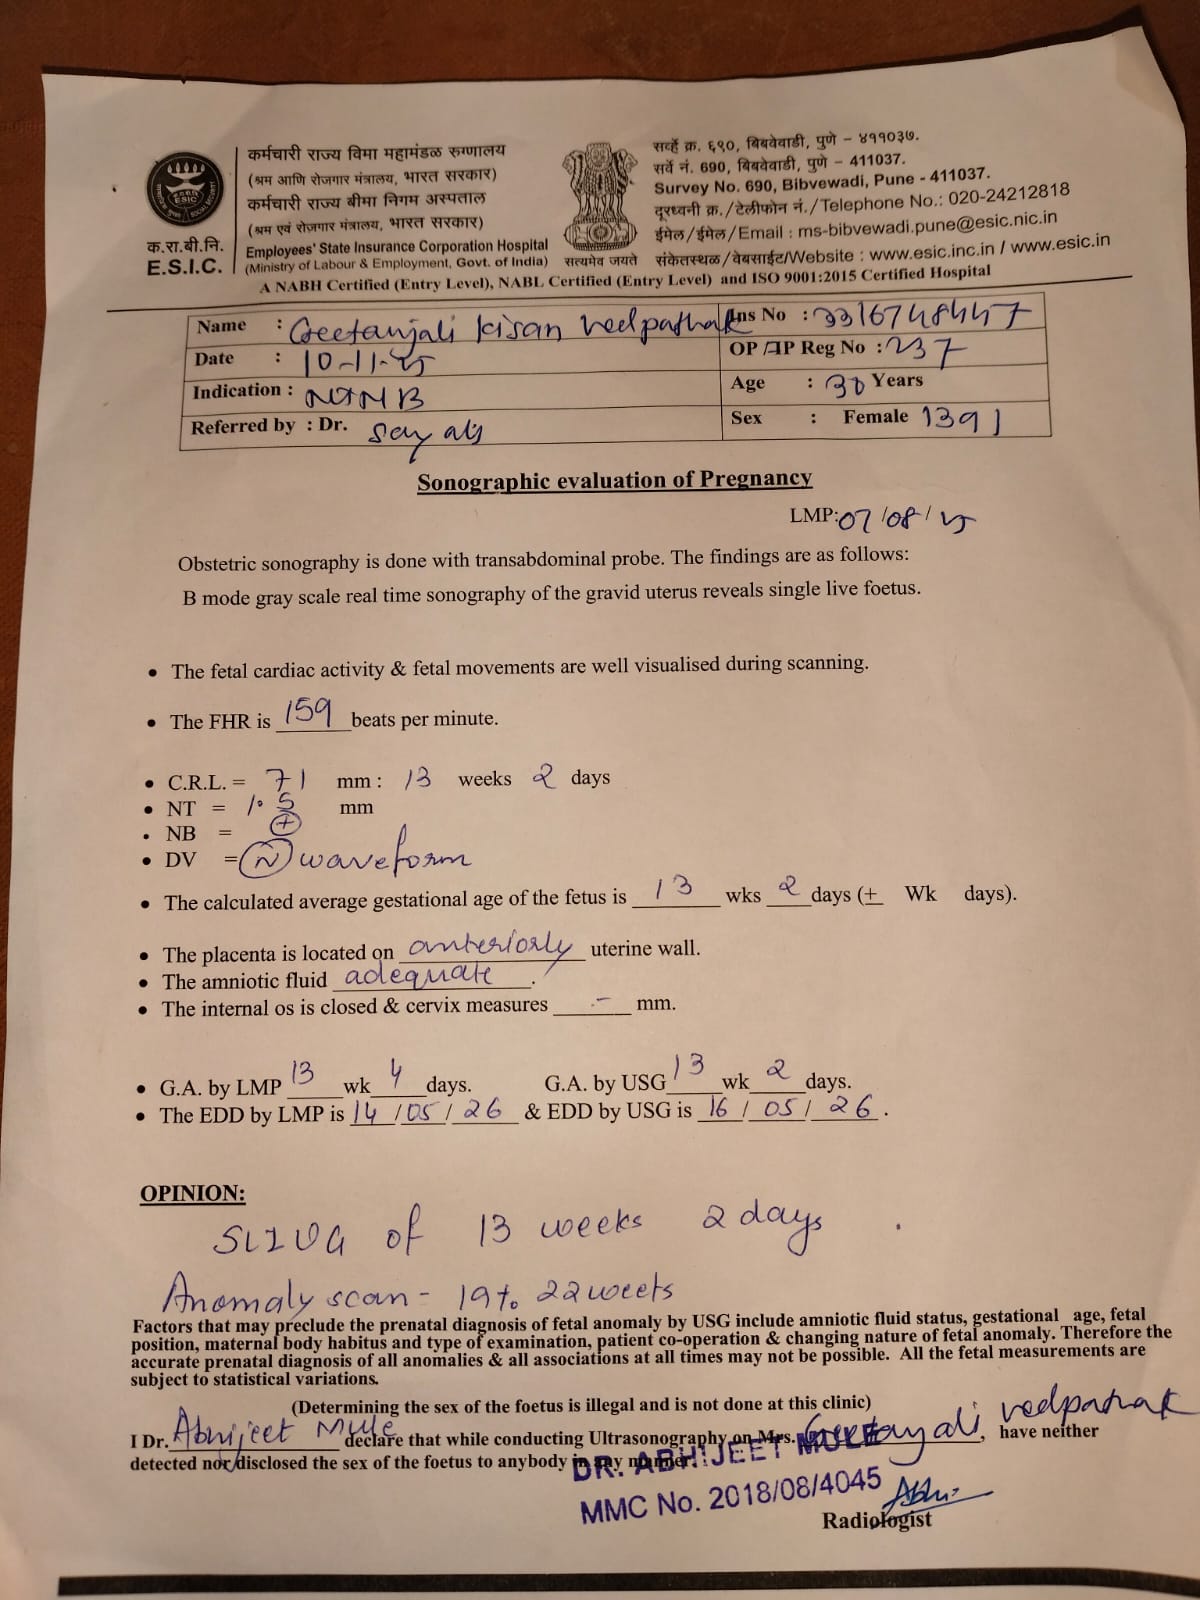 कर्मचारी राज्य विमा महामंडळ रुग्णालय
(श्रम आणि रोजगार मंत्रालय, भारत सरकार)
कर्मचारी राज्य बीमा निगम अस्पताल
(श्रम एवं रोजगार मंत्रालय, भारत सरकार)
Employees' State Insurance Corporation Hospital
(Ministry of Labour & Employment, Govt. of India)
क.रा.बी.नि.
E.S.I.C.
सत्यमेव जयते
सर्व्हे क्र. ६९०, बिबवेवाडी, पुणे – ४११०३७.
सर्वे नं. 690, बिबवेवाडी, पुणे – 411037.
Survey No. 690, Bibvewadi, Pune - 411037.
दूरध्वनी क्र./टेलीफोन नं./Telephone No.: 020-24212818
ईमेल/ईमेल/Email : ms-bibvewadi.pune@esic.nic.in
संकेतस्थळ/वेबसाईट/Website : www.esic.inc.in / www.esic.in
A NABH Certified (Entry Level), NABL Certified (Entry Level) and ISO 9001:2015 Certified Hospital
Name : Geetanjali Kisan Vedpathak Ins No : 3316748447
Date : 10-11-25 OP/IP Reg No : 237
Indication : NTNB Age : 30 Years
Referred by : Dr. Sayali Sex : Female 1391
Sonographic evaluation of Pregnancy
LMP: 07/08/25
Obstetric sonography is done with transabdominal probe. The findings are as follows:
B mode gray scale real time sonography of the gravid uterus reveals single live foetus.
• The fetal cardiac activity & fetal movements are well visualised during scanning.
• The FHR is 159 beats per minute.
• C.R.L. = 71 mm : 13 weeks 2 days
• NT = 1.5 mm
• NB = +
• DV = N waveform
• The calculated average gestational age of the fetus is 13 wks 2 days (± Wk days).
• The placenta is located on anteriorly uterine wall.
• The amniotic fluid adequate.
• The internal os is closed & cervix measures - mm.
• G.A. by LMP 13 wk 4 days. G.A. by USG 13 wk 2 days.
• The EDD by LMP is 14/05/26 & EDD by USG is 16/05/26.
OPINION:
SLIUG of 13 weeks 2 days.
Anomaly scan - 19 to 22 weeks
Factors that may preclude the prenatal diagnosis of fetal anomaly by USG include amniotic fluid status, gestational age, fetal
position, maternal body habitus and type of examination, patient co-operation & changing nature of fetal anomaly. Therefore the
accurate prenatal diagnosis of all anomalies & all associations at all times may not be possible. All the fetal measurements are
subject to statistical variations.
(Determining the sex of the foetus is illegal and is not done at this clinic)
I Dr. Abhijeet Mule declare that while conducting Ultrasonography on Mrs. Geetanjali Vedpathak, have neither
detected nor disclosed the sex of the foetus to anybody in any manner.
DR. ABHIJEET MULE
MMC No. 2018/08/4045
Radiologist